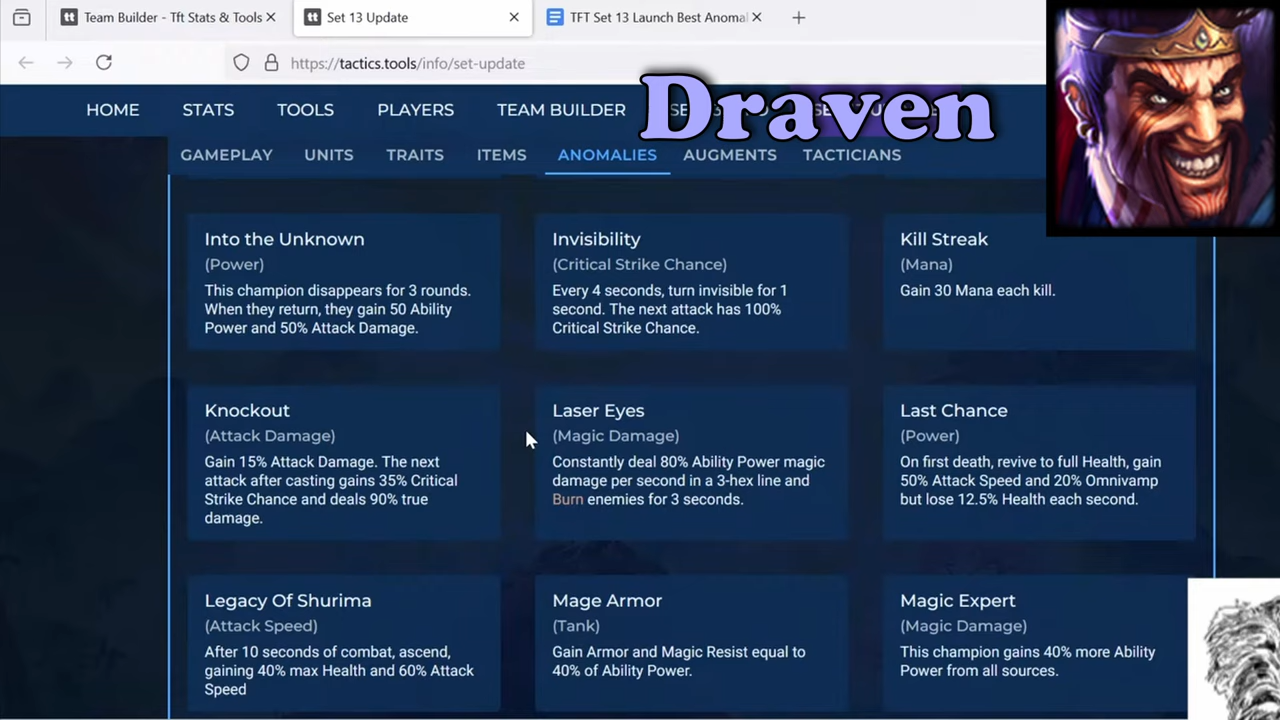 Team Builder - Tft Stats & Tools
Set 13 Update
TFT Set 13 Launch Best Anomal
https://tactics.tools/info/set-update
Draven
HOME STATS TOOLS PLAYERS TEAM BUILDER
GAMEPLAY UNITS TRAITS ITEMS ANOMALIES AUGMENTS TACTICIANS
Into the Unknown
(Power)
This champion disappears for 3 rounds.
When they return, they gain 50 Ability
Power and 50% Attack Damage.
Invisibility
(Critical Strike Chance)
Every 4 seconds, turn invisible for 1
second. The next attack has 100%
Critical Strike Chance.
Kill Streak
(Mana)
Gain 30 Mana each kill.
Knockout
(Attack Damage)
Gain 15% Attack Damage. The next
attack after casting gains 35% Critical
Strike Chance and deals 90% true
damage.
Laser Eyes
(Magic Damage)
Constantly deal 80% Ability Power magic
damage per second in a 3-hex line and
Burn enemies for 3 seconds.
Last Chance
(Power)
On first death, revive to full Health, gain
50% Attack Speed and 20% Omnivamp
but lose 12.5% Health each second.
Legacy Of Shurima
(Attack Speed)
After 10 seconds of combat, ascend,
gaining 40% max Health and 60% Attack
Speed
Mage Armor
(Tank)
Gain Armor and Magic Resist equal to
40% of Ability Power.
Magic Expert
(Magic Damage)
This champion gains 40% more Ability
Power from all sources.